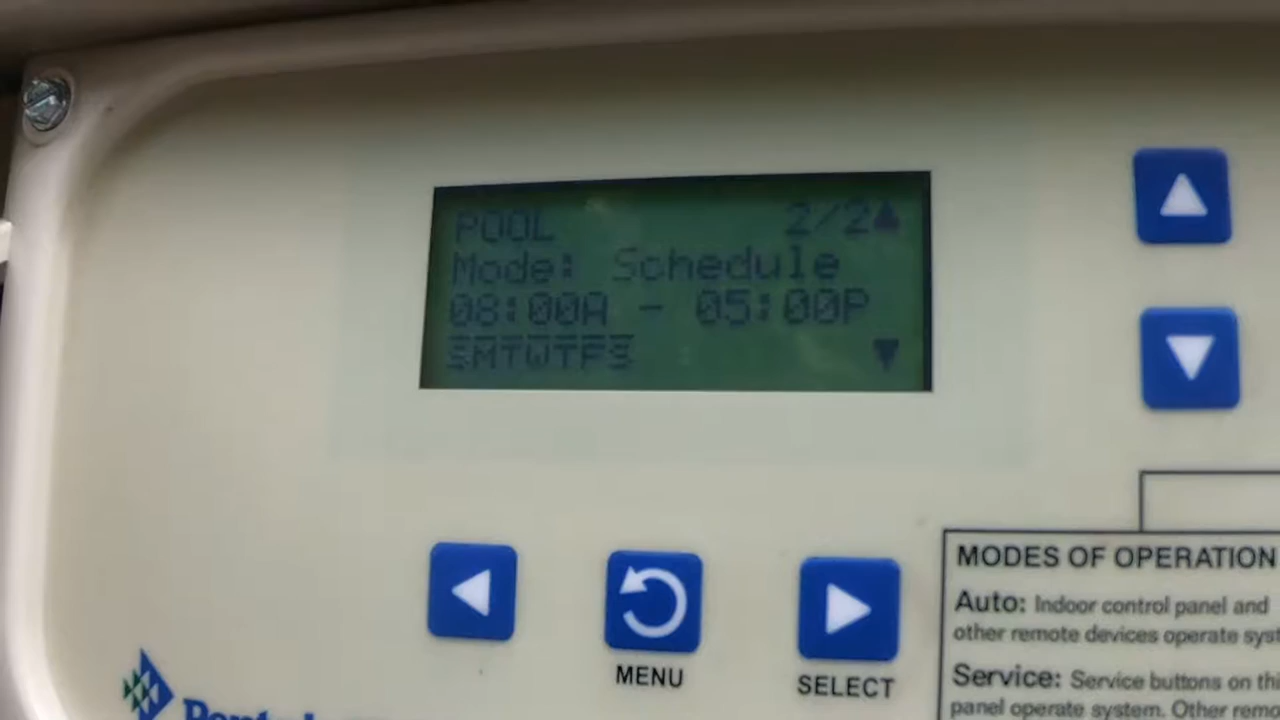 POOL 2/2▲
Mode: Schedule
08:00A - 05:00P
SMTWTFS ▼
MENU
SELECT
MODES OF OPERATION
Auto: Indoor control panel and
other remote devices operate
Service: Service buttons on
panel operate system. Other